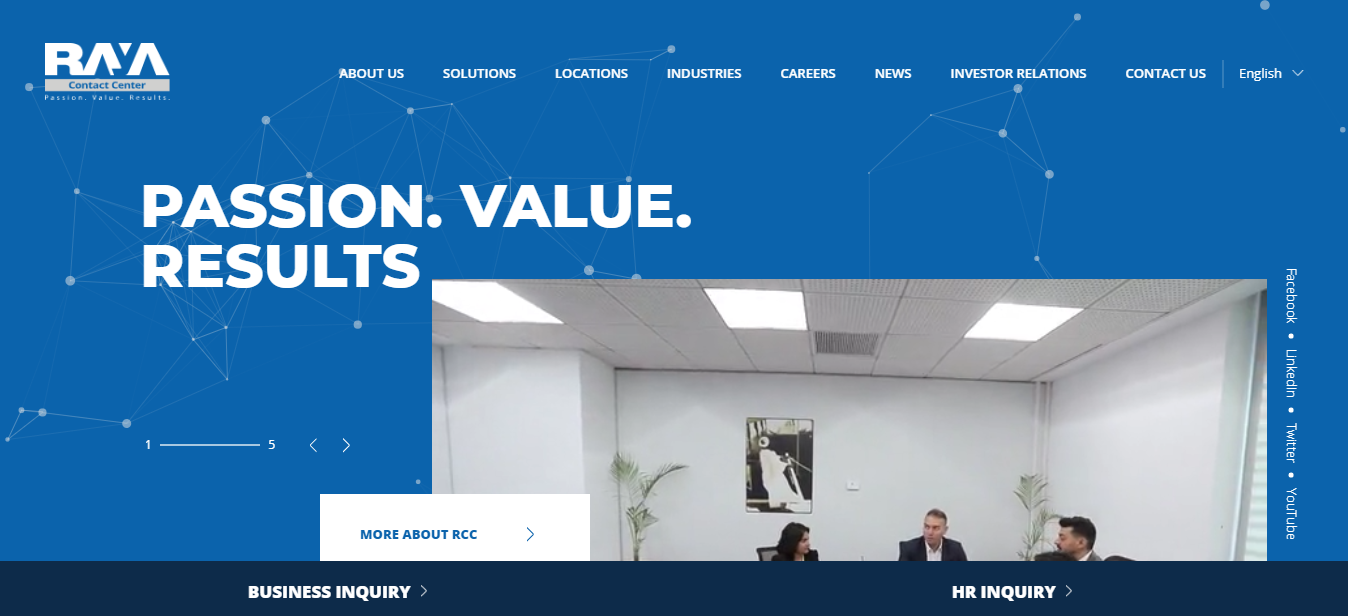 RAYA
Contact Center
Passion. Value. Results.
ABOUT US
SOLUTIONS
LOCATIONS
INDUSTRIES
CAREERS
NEWS
INVESTOR RELATIONS
CONTACT US
English
PASSION. VALUE.
RESULTS
Facebook • LinkedIn • Twitter • YouTube
1
5
MORE ABOUT RCC
BUSINESS INQUIRY
HR INQUIRY